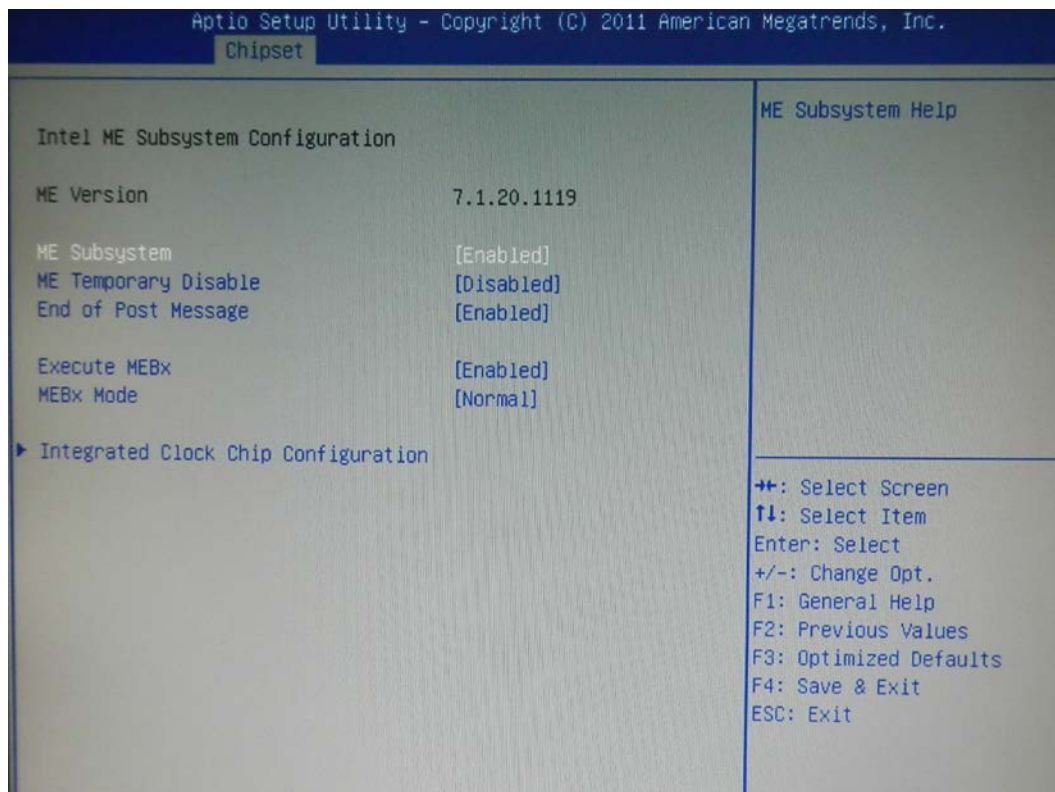 Aptio Setup Utility – Copyright (C) 2011 American Megatrends, Inc.
Chipset
Intel ME Subsystem Configuration
ME Version 7.1.20.1119
ME Subsystem [Enabled]
ME Temporary Disable [Disabled]
End of Post Message [Enabled]
Execute MEBx [Enabled]
MEBx Mode [Normal]
▶ Integrated Clock Chip Configuration
ME Subsystem Help
→←: Select Screen
↑↓: Select Item
Enter: Select
+/-: Change Opt.
F1: General Help
F2: Previous Values
F3: Optimized Defaults
F4: Save & Exit
ESC: Exit